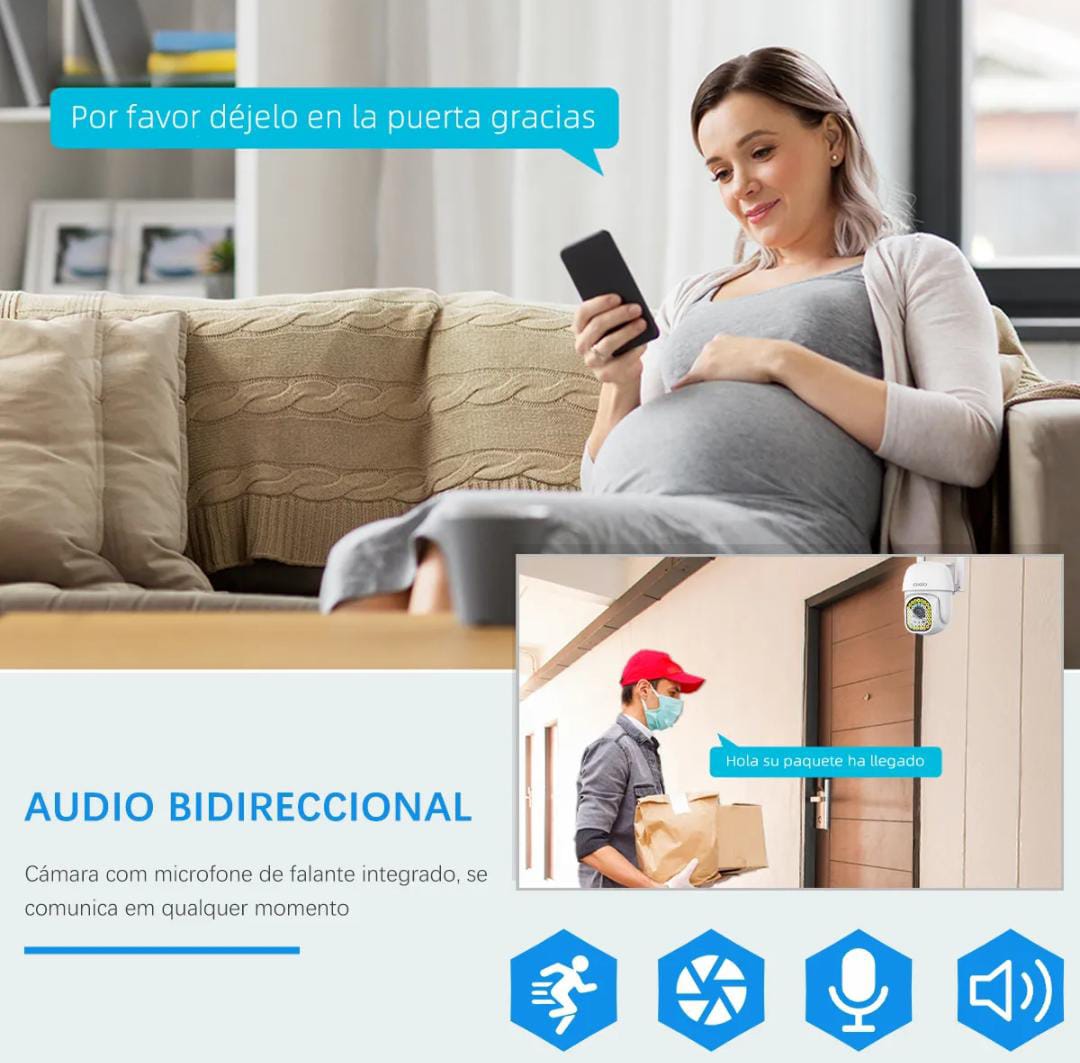 Por favor déjelo en la puerta gracias
Hola su paquete ha llegado
AUDIO BIDIRECCIONAL
Cámara com microfone de falante integrado, se
comunica em qualquer momento